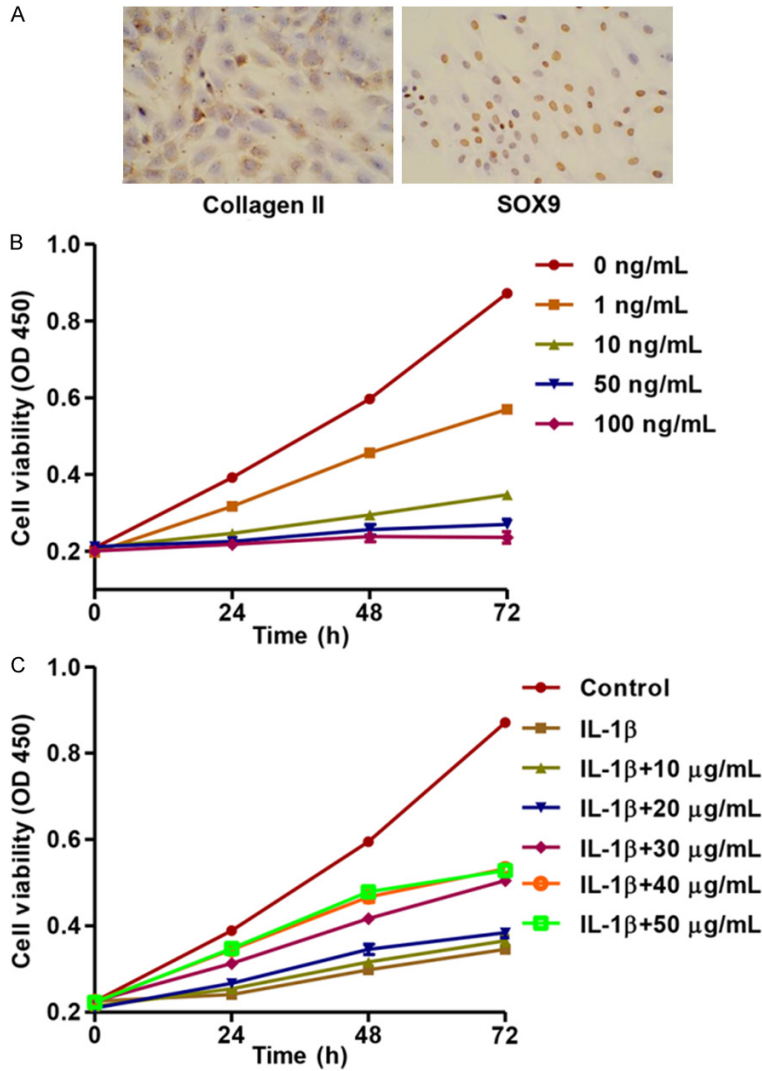 A
Collagen II
SOX9
B
Cell viability (OD 450)
1.0
0.8
0.6
0.4
0.2
0
24
48
72
Time (h)
0 ng/mL
1 ng/mL
10 ng/mL
50 ng/mL
100 ng/mL
C
Cell viability (OD 450)
1.0
0.8
0.6
0.4
0.2
0
24
48
72
Time (h)
Control
IL-1β
IL-1β+10 μg/mL
IL-1β+20 μg/mL
IL-1β+30 μg/mL
IL-1β+40 μg/mL
IL-1β+50 μg/mL